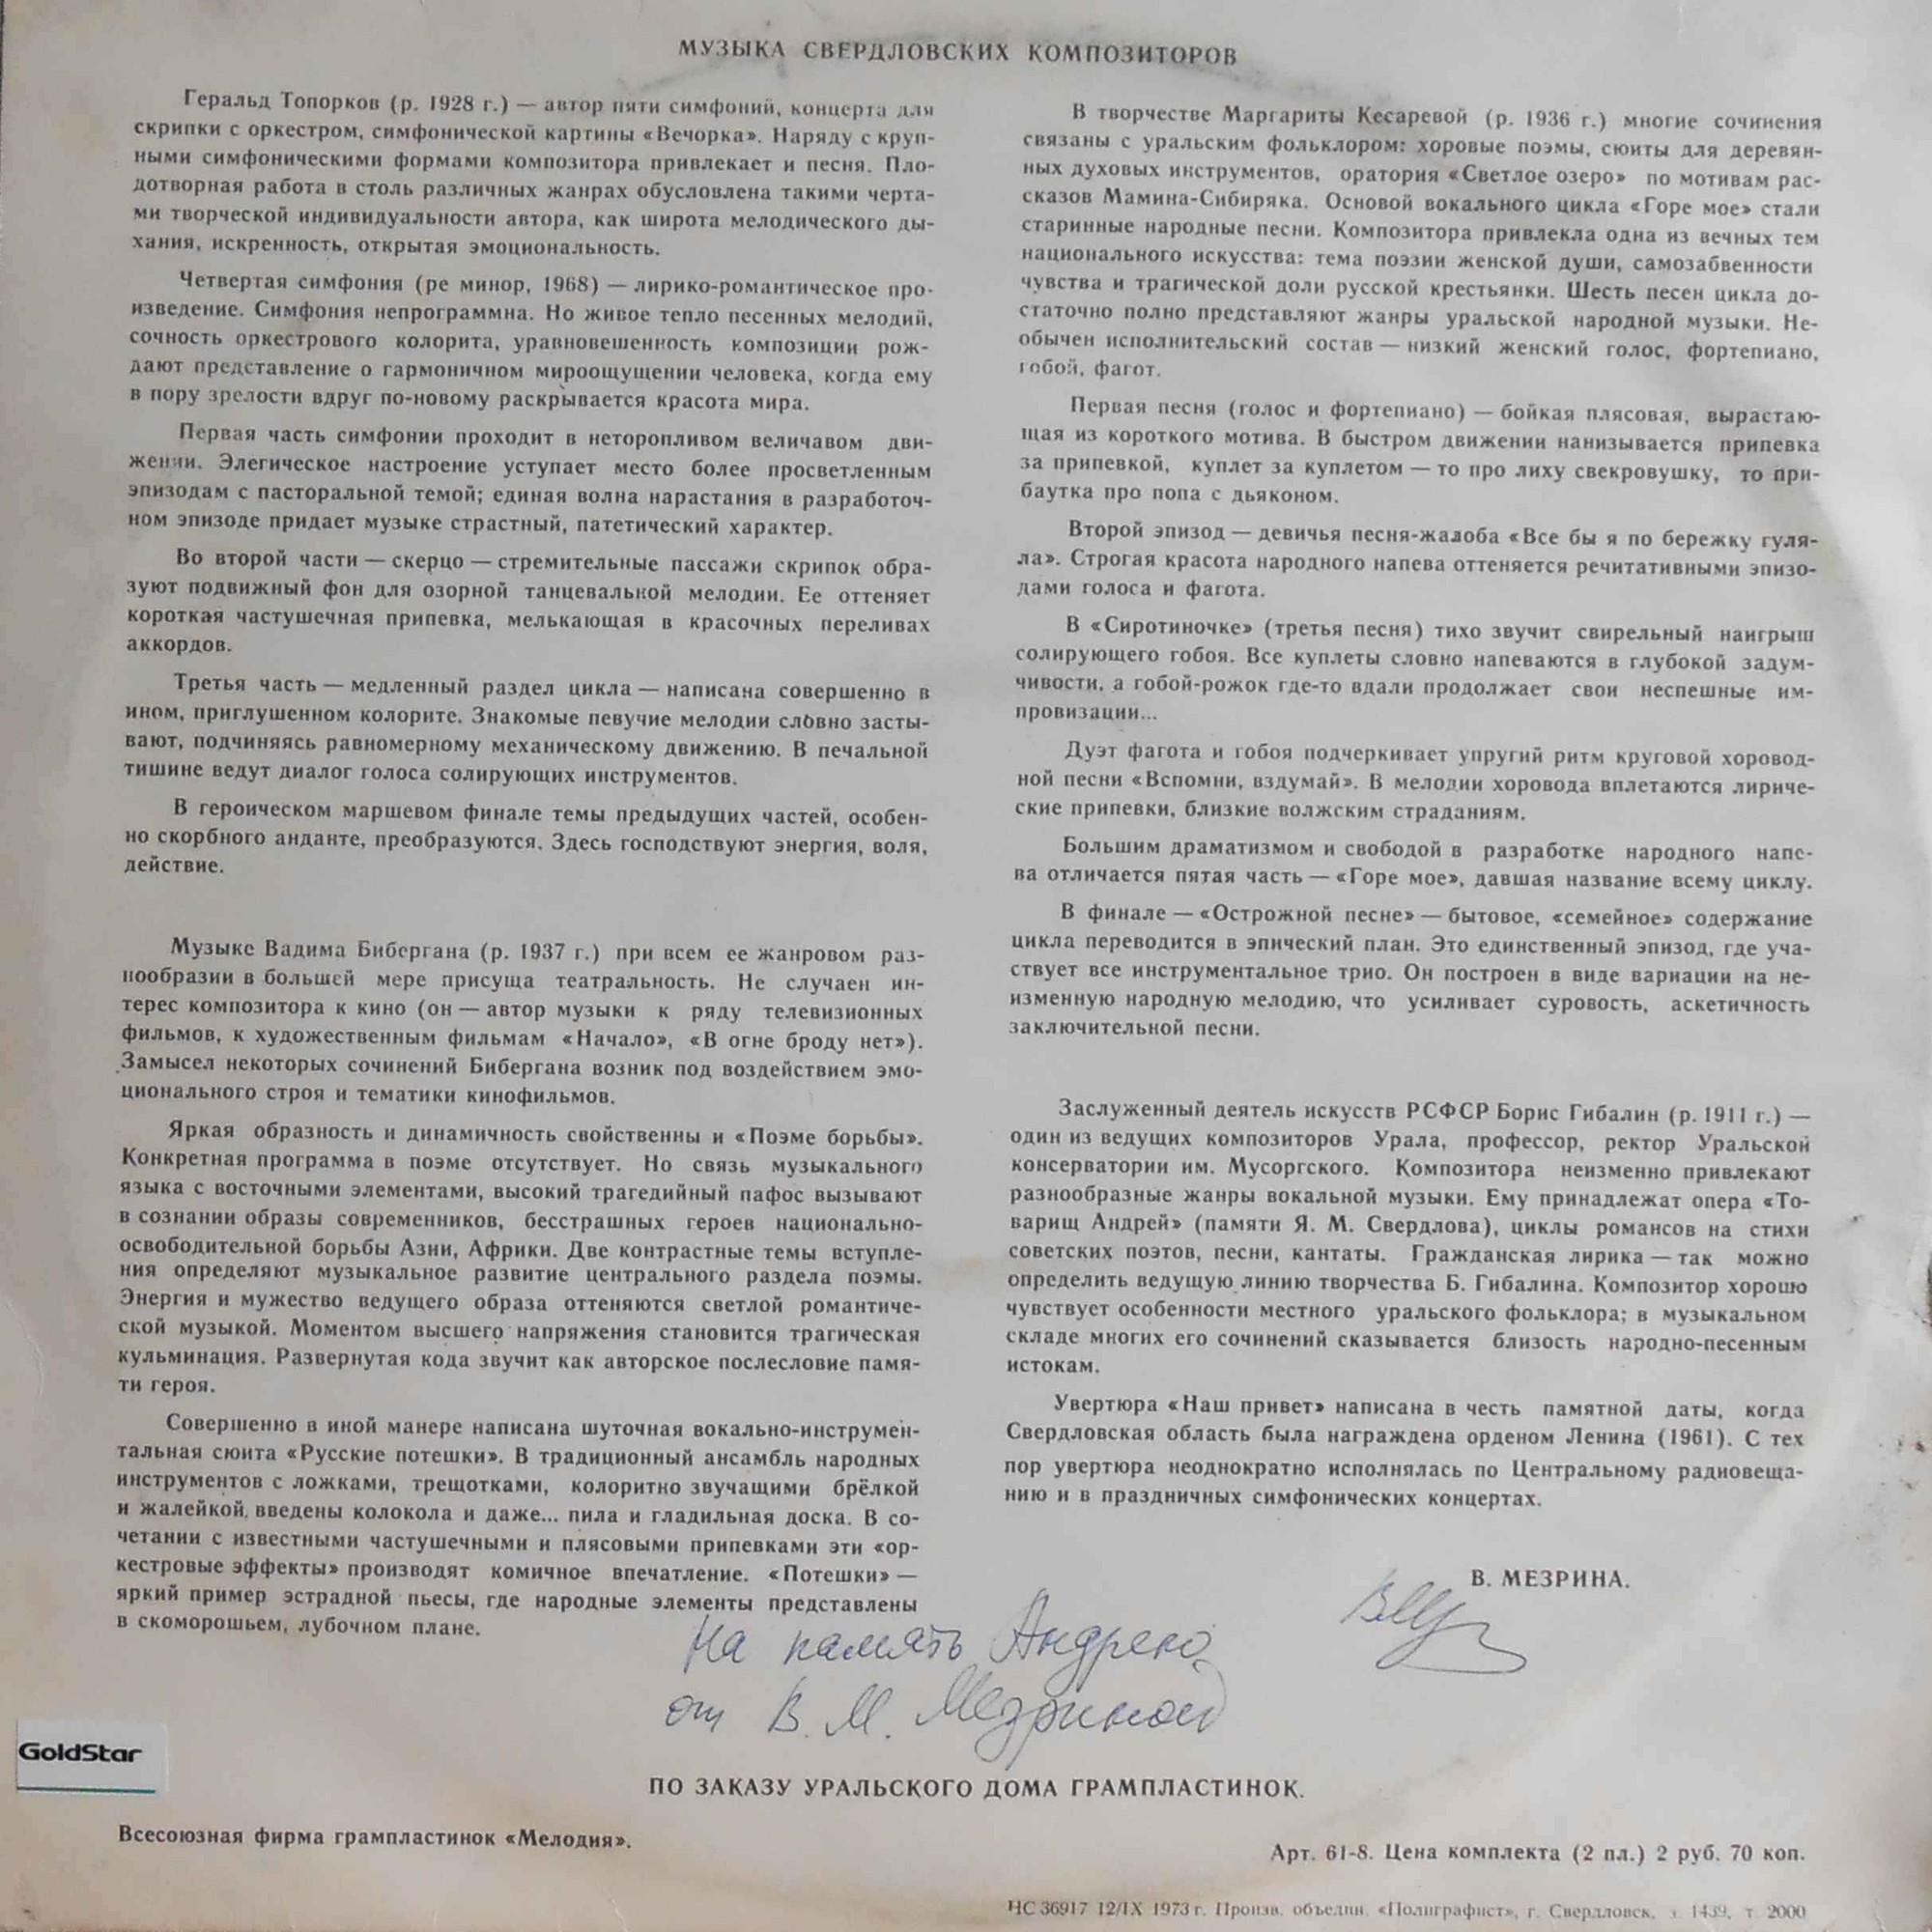 МУЗЫКА СВЕРДЛОВСКИХ КОМПОЗИТОРОВ
Геральд Топорков (р. 1928 г.) — автор пяти симфоний, концерта для
скрипки с оркестром, симфонической картины «Вечорка». Наряду с круп-
ными симфоническими формами композитора привлекает и песня. Пло-
дотворная работа в столь различных жанрах обусловлена такими черта-
ми творческой индивидуальности автора, как широта мелодического ды-
хания, искренность, открытая эмоциональность.
Четвертая симфония (ре минор, 1968) — лирико-романтическое про-
изведение. Симфония непрограммна. Но живое тепло песенных мелодий,
сочность оркестрового колорита, уравновешенность композиции рож-
дают представление о гармоничном мироощущении человека, когда ему
в пору зрелости вдруг по-новому раскрывается красота мира.
Первая часть симфонии проходит в неторопливом величавом дви-
жении. Элегическое настроение уступает место более просветленным
эпизодам с пасторальной темой; единая волна нарастания в разработоч-
ном эпизоде придает музыке страстный, патетический характер.
Во второй части — скерцо — стремительные пассажи скрипок обра-
зуют подвижный фон для озорной танцевальной мелодии. Ее оттеняет
короткая частушечная припевка, мелькающая в красочных переливах
аккордов.
Третья часть — медленный раздел цикла — написана совершенно в
ином, приглушенном колорите. Знакомые певучие мелодии словно засты-
вают, подчиняясь равномерному механическому движению. В печальной
тишине ведут диалог голоса солирующих инструментов.
В героическом маршевом финале темы предыдущих частей, особен-
но скорбного анданте, преобразуются. Здесь господствуют энергия, воля,
действие.
Музыке Вадима Бибергана (р. 1937 г.) при всем ее жанровом раз-
нообразии в большей мере присуща театральность. Не случаен ин-
терес композитора к кино (он — автор музыки к ряду телевизионных
фильмов, к художественным фильмам «Начало», «В огне броду нет»).
Замысел некоторых сочинений Бибергана возник под воздействием эмо-
ционального строя и тематики кинофильмов.
Яркая образность и динамичность свойственны и «Поэме борьбы».
Конкретная программа в поэме отсутствует. Но связь музыкального
языка с восточными элементами, высокий трагедийный пафос вызывают
в сознании образы современников, бесстрашных героев национально-
освободительной борьбы Азии, Африки. Две контрастные темы вступле-
ния определяют музыкальное развитие центрального раздела поэмы.
Энергия и мужество ведущего образа оттеняются светлой романтиче-
ской музыкой. Моментом высшего напряжения становится трагическая
кульминация. Развернутая кода звучит как авторское послесловие памя-
ти героя.
Совершенно в иной манере написана шуточная вокально-инструмен-
тальная сюита «Русские потешки». В традиционный ансамбль народных
инструментов с ложками, трещотками, колоритно звучащими брёлкой
и жалейкой, введены колокола и даже... пила и гладильная доска. В со-
четании с известными частушечными и плясовыми припевками эти «ор-
кестровые эффекты» производят комичное впечатление. «Потешки» —
яркий пример эстрадной пьесы, где народные элементы представлены
в скоморошьем, лубочном плане.
В творчестве Маргариты Кесаревой (р. 1936 г.) многие сочинения
связаны с уральским фольклором: хоровые поэмы, сюиты для деревян-
ных духовых инструментов, оратория «Светлое озеро» по мотивам рас-
сказов Мамина-Сибиряка. Основой вокального цикла «Горе мое» стали
старинные народные песни. Композитора привлекла одна из вечных тем
национального искусства: тема поэзии женской души, самозабвенности
чувства и трагической доли русской крестьянки. Шесть песен цикла до-
статочно полно представляют жанры уральской народной музыки. Не-
обычен исполнительский состав — низкий женский голос, фортепиано,
гобой, фагот.
Первая песня (голос и фортепиано) — бойкая плясовая, вырастаю-
щая из короткого мотива. В быстром движении нанизывается припевка
за припевкой, куплет за куплетом — то про лиху свекровушку, то при-
баутка про попа с дьяконом.
Второй эпизод — девичья песня-жалоба «Все бы я по бережку гуля-
ла». Строгая красота народного напева оттеняется речитативными эпизо-
дами голоса и фагота.
В «Сиротиночке» (третья песня) тихо звучит свирельный наигрыш
солирующего гобоя. Все куплеты словно напеваются в глубокой задум-
чивости, а гобой-рожок где-то вдали продолжает свои неспешные им-
провизации...
Дуэт фагота и гобоя подчеркивает упругий ритм круговой хоровод-
ной песни «Вспомни, вздумай». В мелодии хоровода вплетаются лириче-
ские припевки, близкие волжским страданиям.
Большим драматизмом и свободой в разработке народного напе-
ва отличается пятая часть — «Горе мое», давшая название всему циклу.
В финале — «Острожной песне» — бытовое, «семейное» содержание
цикла переводится в эпический план. Это единственный эпизод, где уча-
ствует все инструментальное трио. Он построен в виде вариации на не-
изменную народную мелодию, что усиливает суровость, аскетичность
заключительной песни.
Заслуженный деятель искусств РСФСР Борис Гибалин (р. 1911 г.) —
один из ведущих композиторов Урала, профессор, ректор Уральской
консерватории им. Мусоргского. Композитора неизменно привлекают
разнообразные жанры вокальной музыки. Ему принадлежат опера «То-
варищ Андрей» (памяти Я. М. Свердлова), циклы романсов на стихи
советских поэтов, песни, кантаты. Гражданская лирика — так можно
определить ведущую линию творчества Б. Гибалина. Композитор хорошо
чувствует особенности местного уральского фольклора; в музыкальном
складе многих его сочинений сказывается близость народно-песенным
истокам.
Увертюра «Наш привет» написана в честь памятной даты, когда
Свердловская область была награждена орденом Ленина (1961). С тех
пор увертюра неоднократно исполнялась по Центральному радиовеща-
нию и в праздничных симфонических концертах.
В. МЕЗРИНА.
На память Андрею
от В. М. Мезриной
GoldStar
ПО ЗАКАЗУ УРАЛЬСКОГО ДОМА ГРАМПЛАСТИНОК.
Всесоюзная фирма грампластинок «Мелодия».
Арт. 61-8. Цена комплекта (2 пл.) 2 руб. 70 коп.
НС 36917 12/IX 1973 г. Произв. объедин. «Полиграфист», г. Свердловск, з. 1439, т. 2000